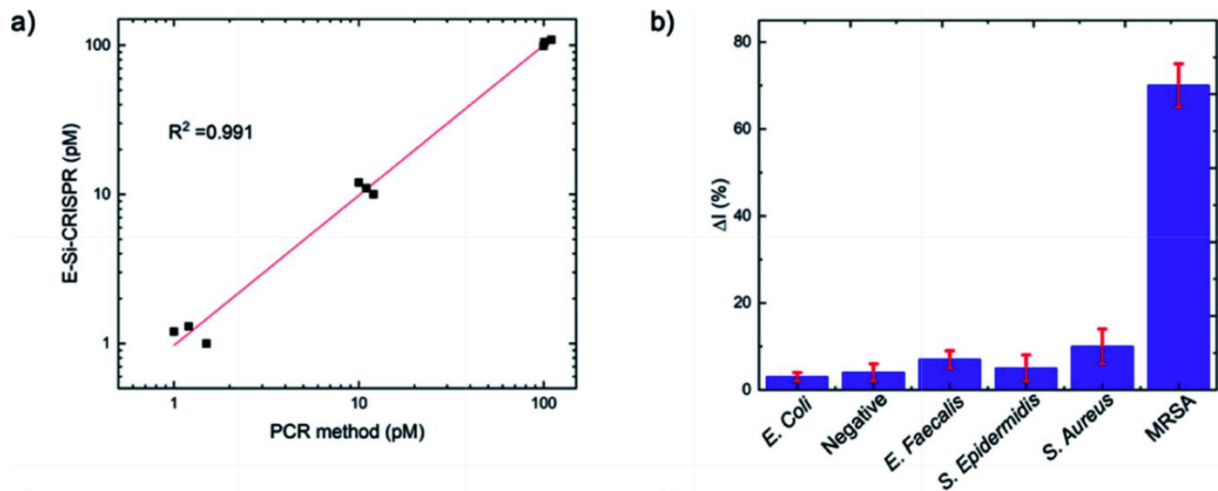 a)
100
10
1
E-Si-CRISPR (pM)
R² =0.991
1
10
100
PCR method (pM)
b)
80
60
40
20
0
ΔI (%)
E. Coli
Negative
E. Faecalis
S. Epidermidis
S. Aureus
MRSA